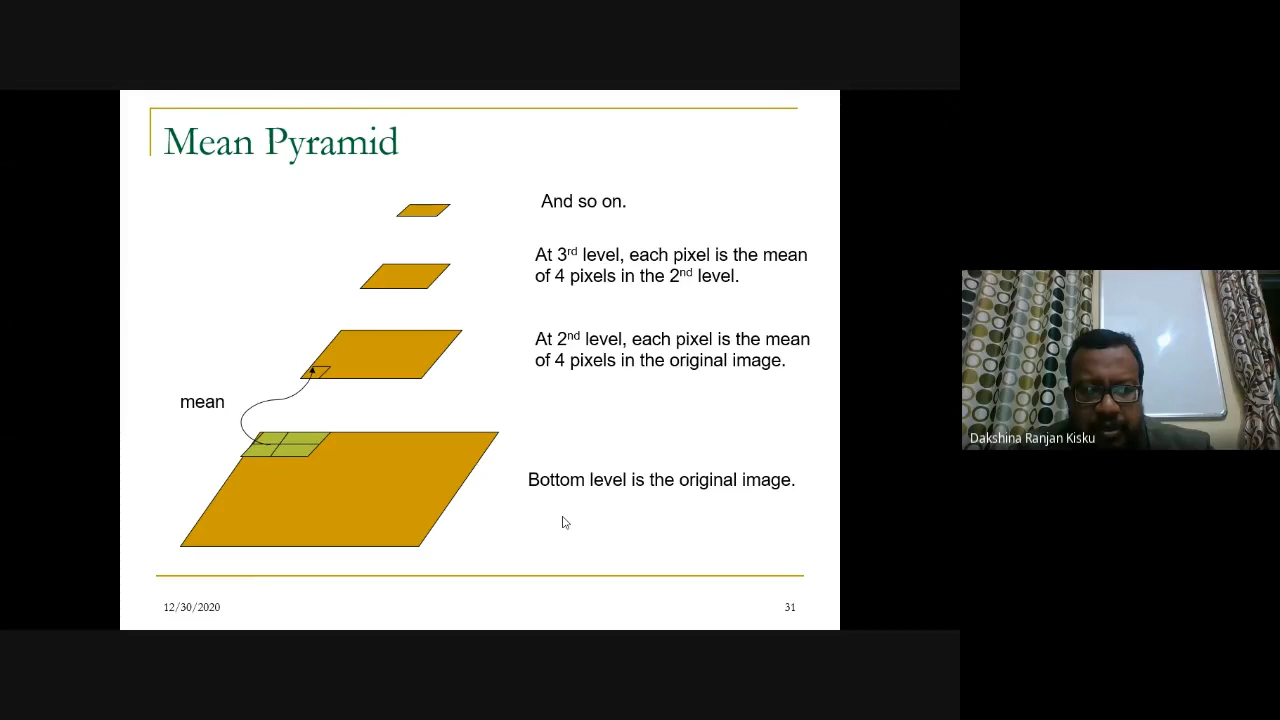 Mean Pyramid
And so on.
At 3rd level, each pixel is the mean
of 4 pixels in the 2nd level.
At 2nd level, each pixel is the mean
of 4 pixels in the original image.
mean
Bottom level is the original image.
12/30/2020
31
Dakshina Ranjan Kisku